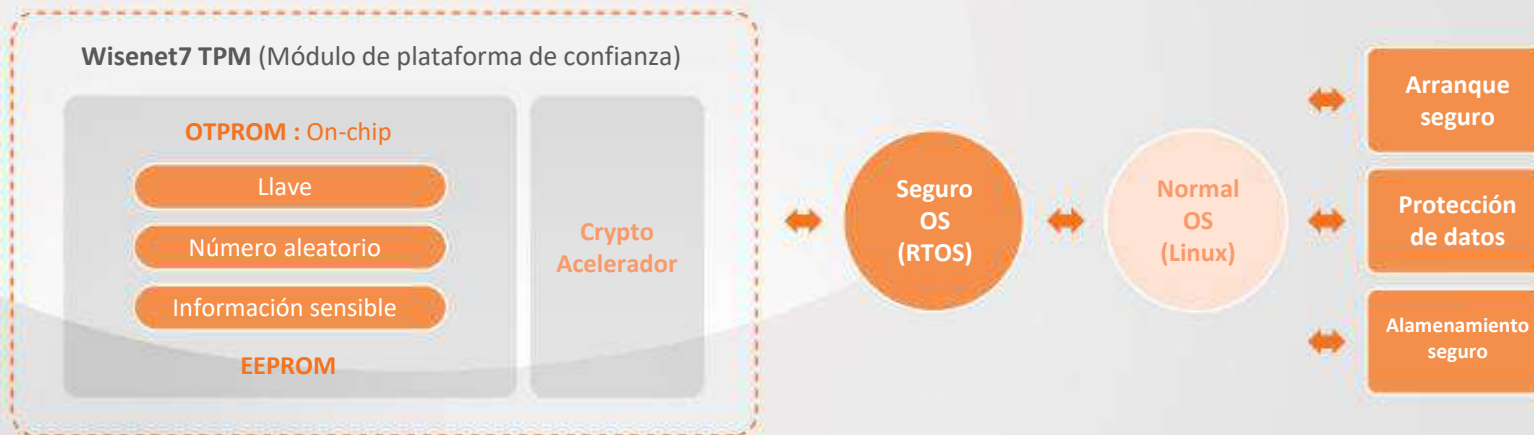 Wisenet7 TPM (Módulo de plataforma de confianza)
OTPROM : On-chip
Llave
Número aleatorio
Información sensible
EEPROM
Crypto
Acelerador
Seguro
OS
(RTOS)
Normal
OS
(Linux)
Arranque
seguro
Protección
de datos
Alamenamiento
seguro